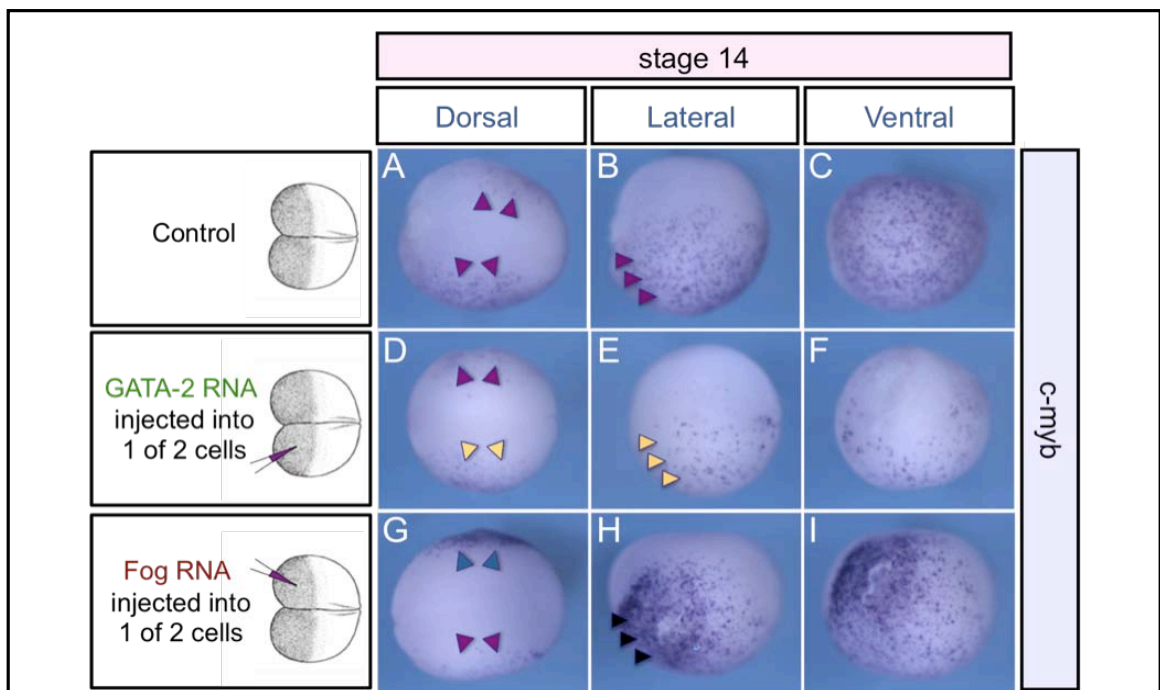 stage 14
Dorsal
Lateral
Ventral
Control
A
B
C
GATA-2 RNA
injected into
1 of 2 cells
D
E
F
Fog RNA
injected into
1 of 2 cells
G
H
I
c-myb